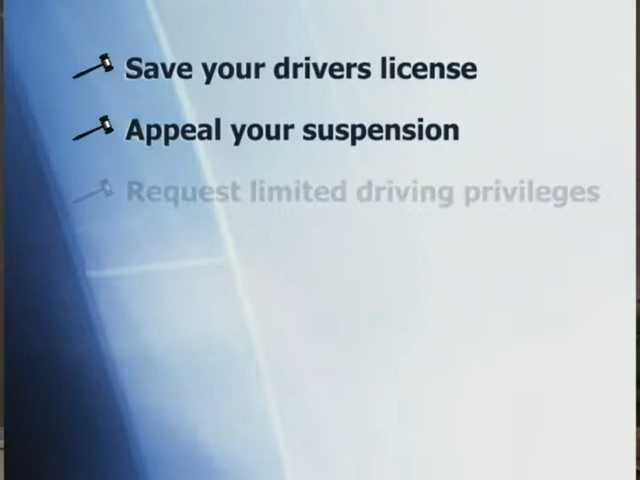 Save your drivers license
Appeal your suspension
Request limited driving privileges